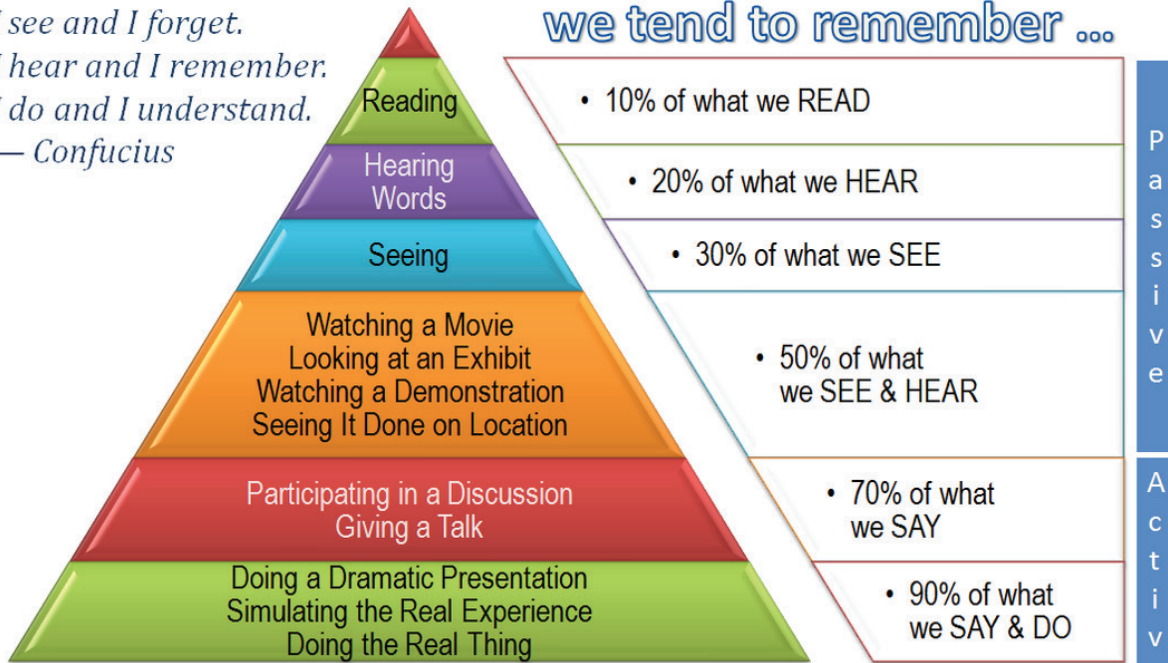 I see and I forget.
I hear and I remember.
I do and I understand.
— Confucius
we tend to remember ...
Reading
Hearing
Words
Seeing
Watching a Movie
Looking at an Exhibit
Watching a Demonstration
Seeing It Done on Location
Participating in a Discussion
Giving a Talk
Doing a Dramatic Presentation
Simulating the Real Experience
Doing the Real Thing
• 10% of what we READ
• 20% of what we HEAR
• 30% of what we SEE
• 50% of what
we SEE & HEAR
• 70% of what
we SAY
• 90% of what
we SAY & DO
Passive
Activ